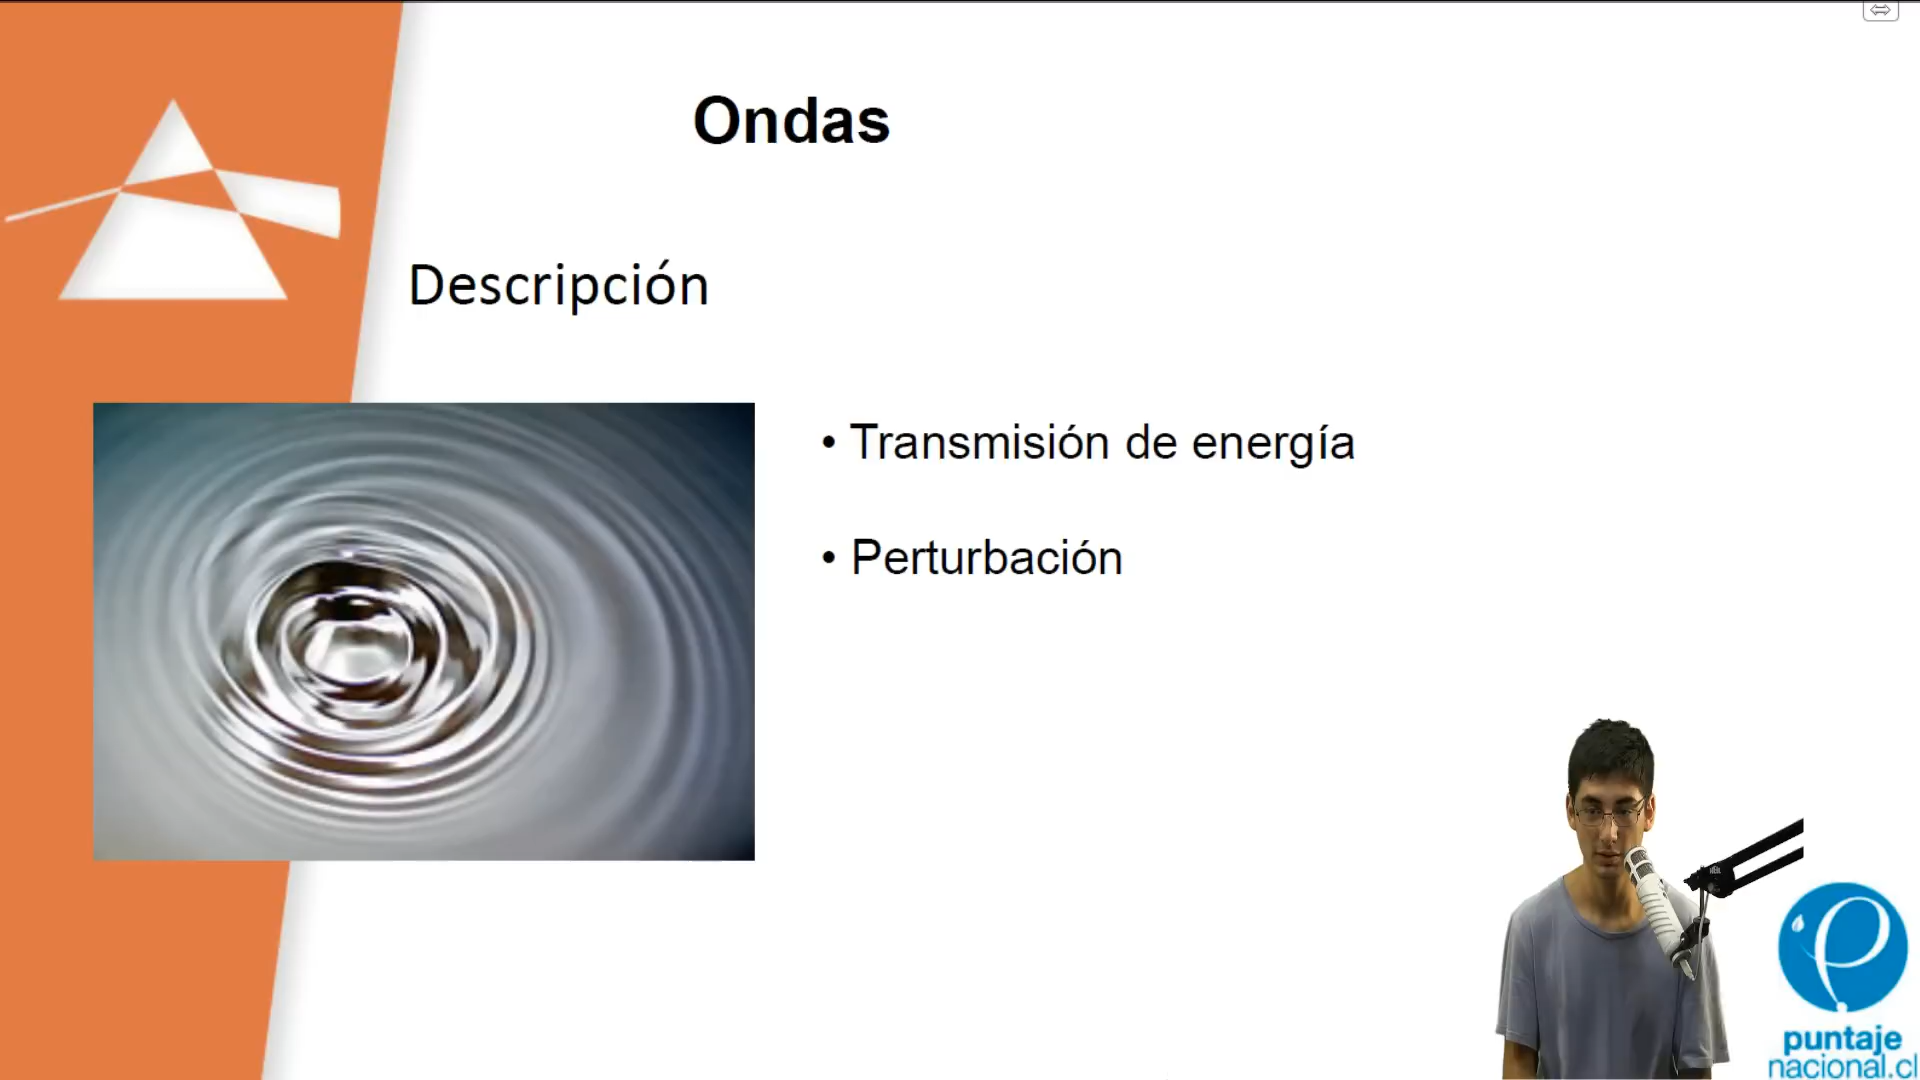 Ondas
Descripción
• Transmisión de energía
• Perturbación
puntaje
nacional.cl